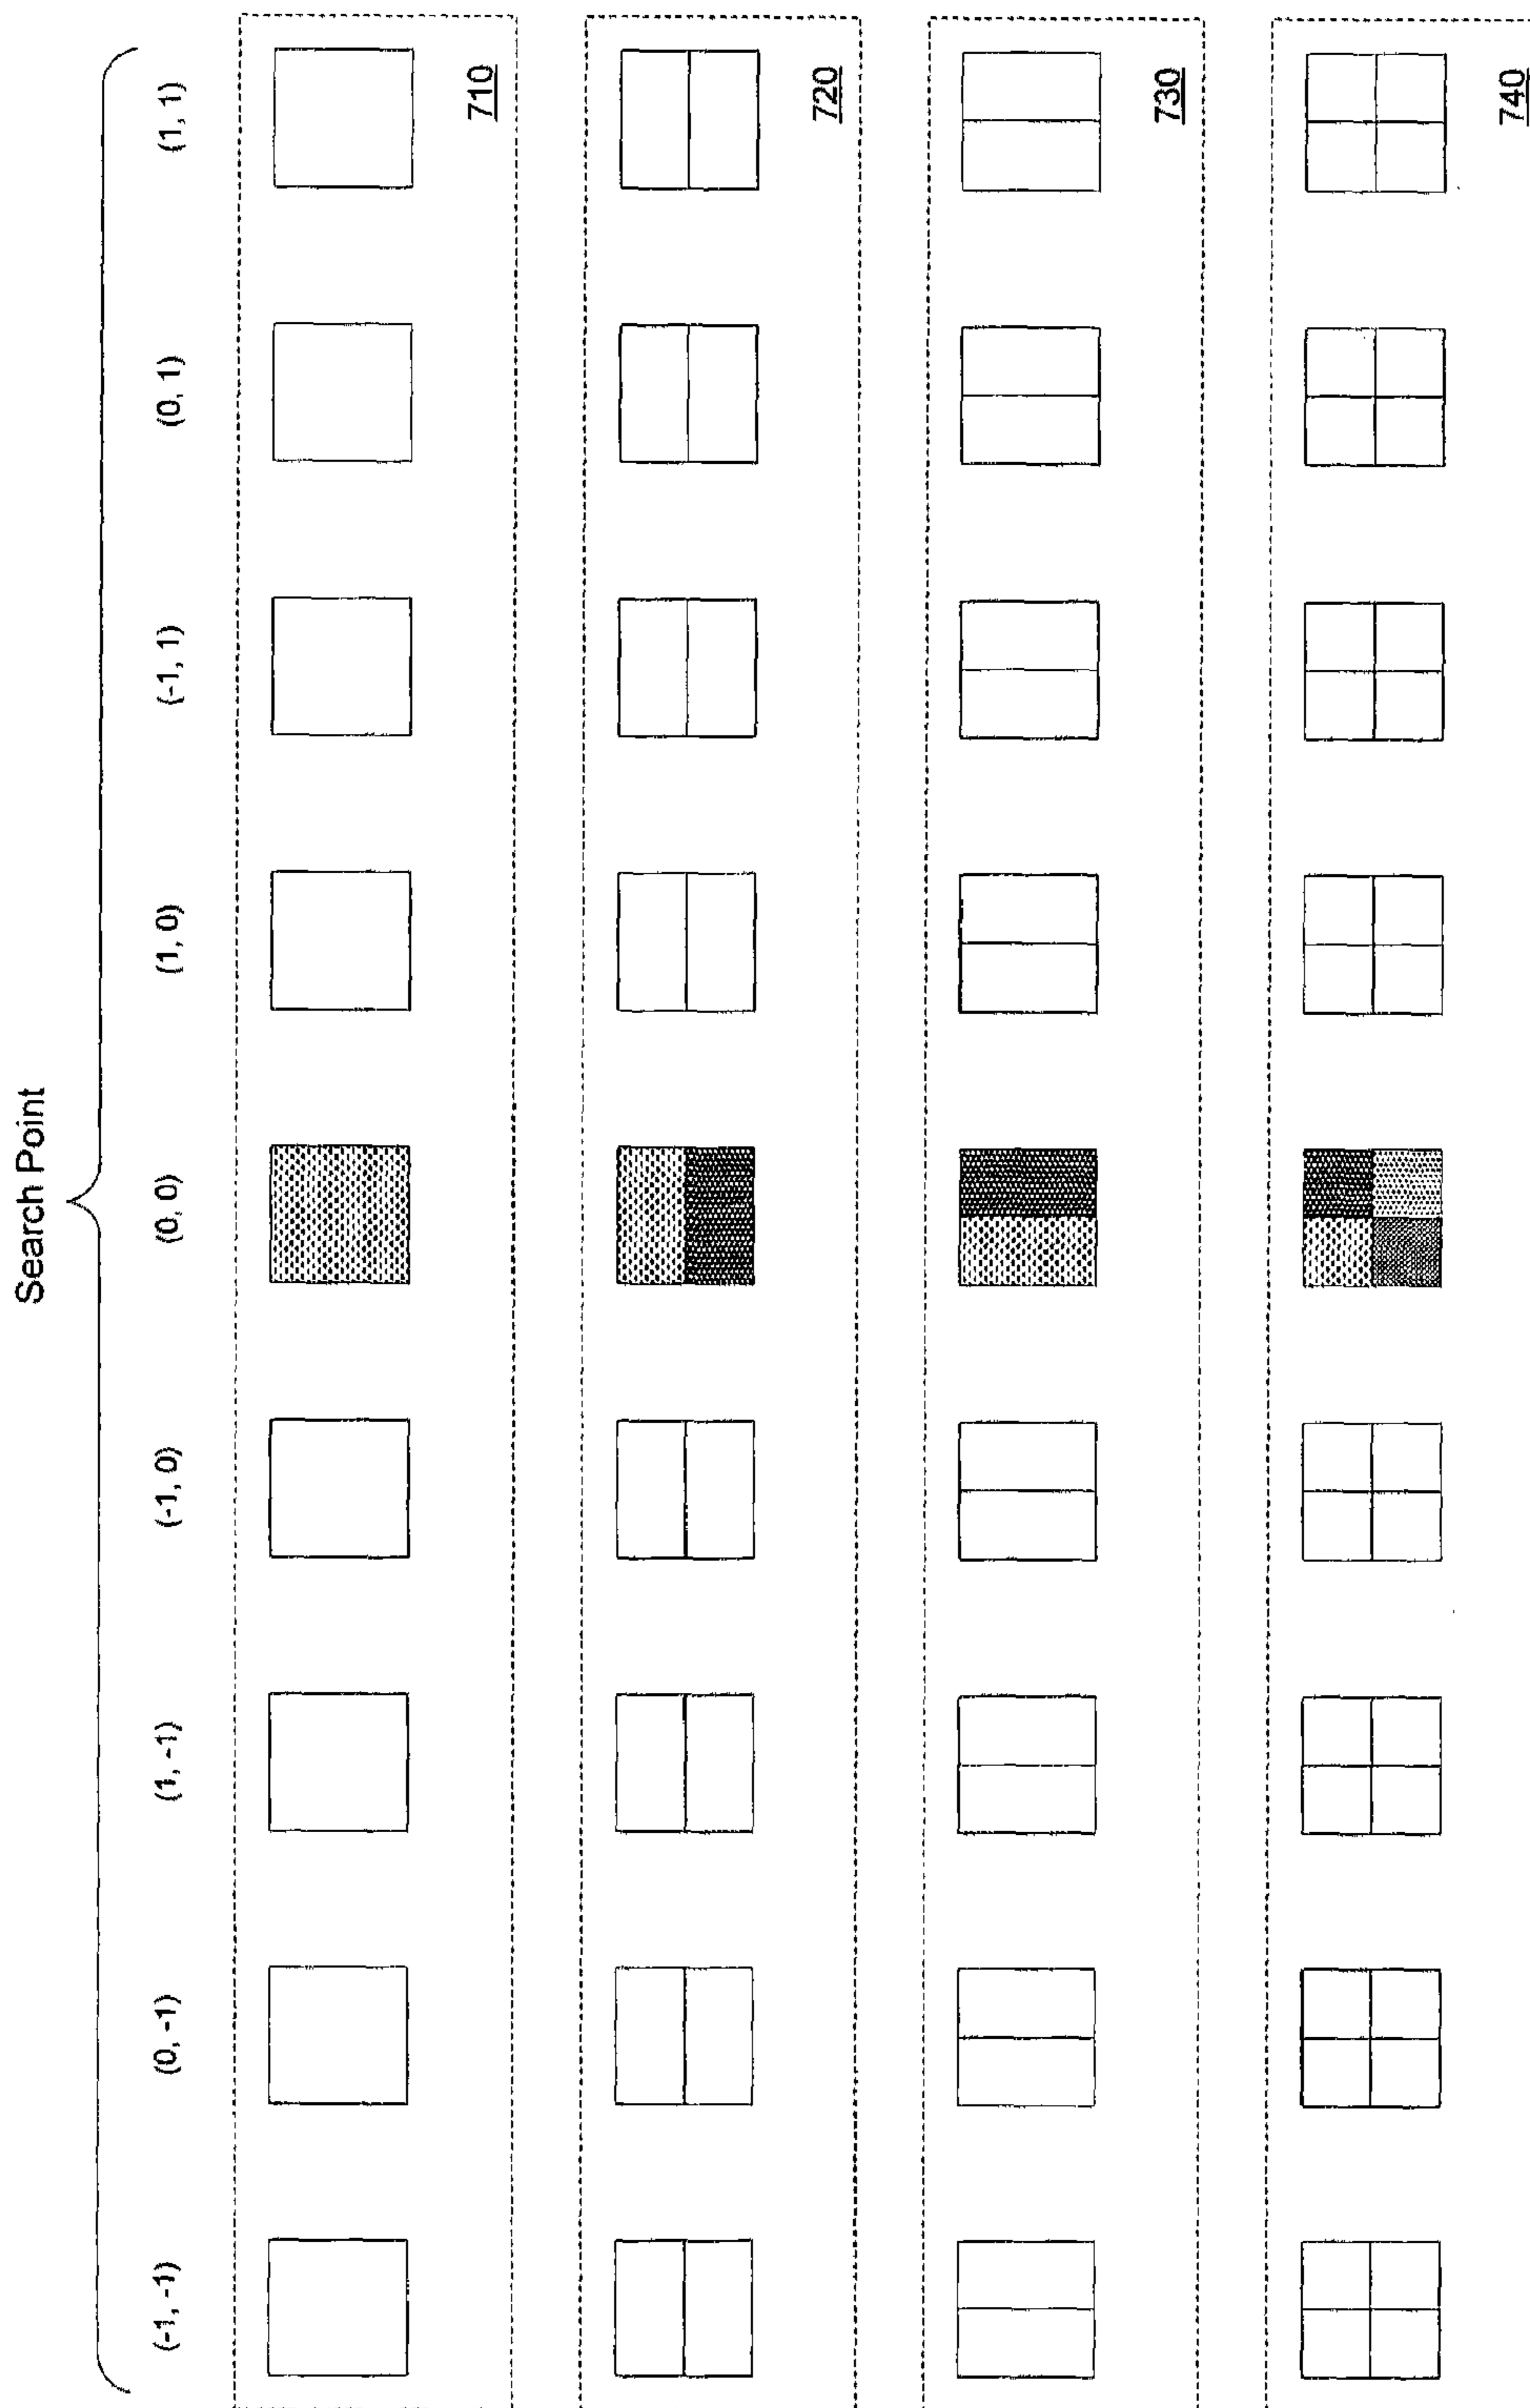 Search Point
(-1, -1) (0, -1) (1, -1) (-1, 0) (0, 0) (1, 0) (-1, 1) (0, 1) (1, 1)
710
720
730
740